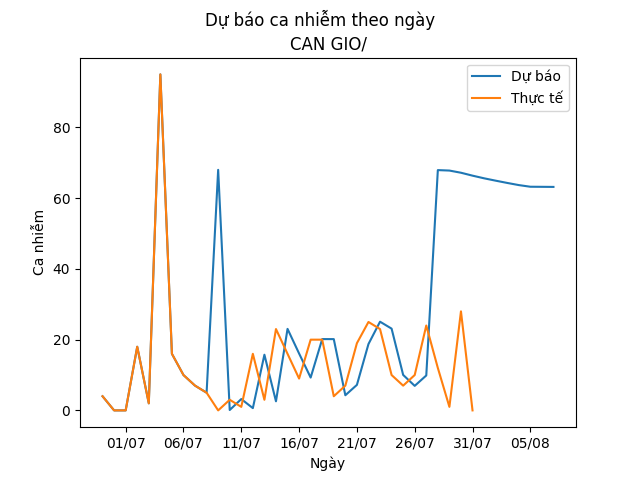 Dự báo ca nhiễm theo ngày
CAN GIO/
Dự báo
Thực tế
Ca nhiễm
80
60
40
20
0
01/07 06/07 11/07 16/07 21/07 26/07 31/07 05/08
Ngày